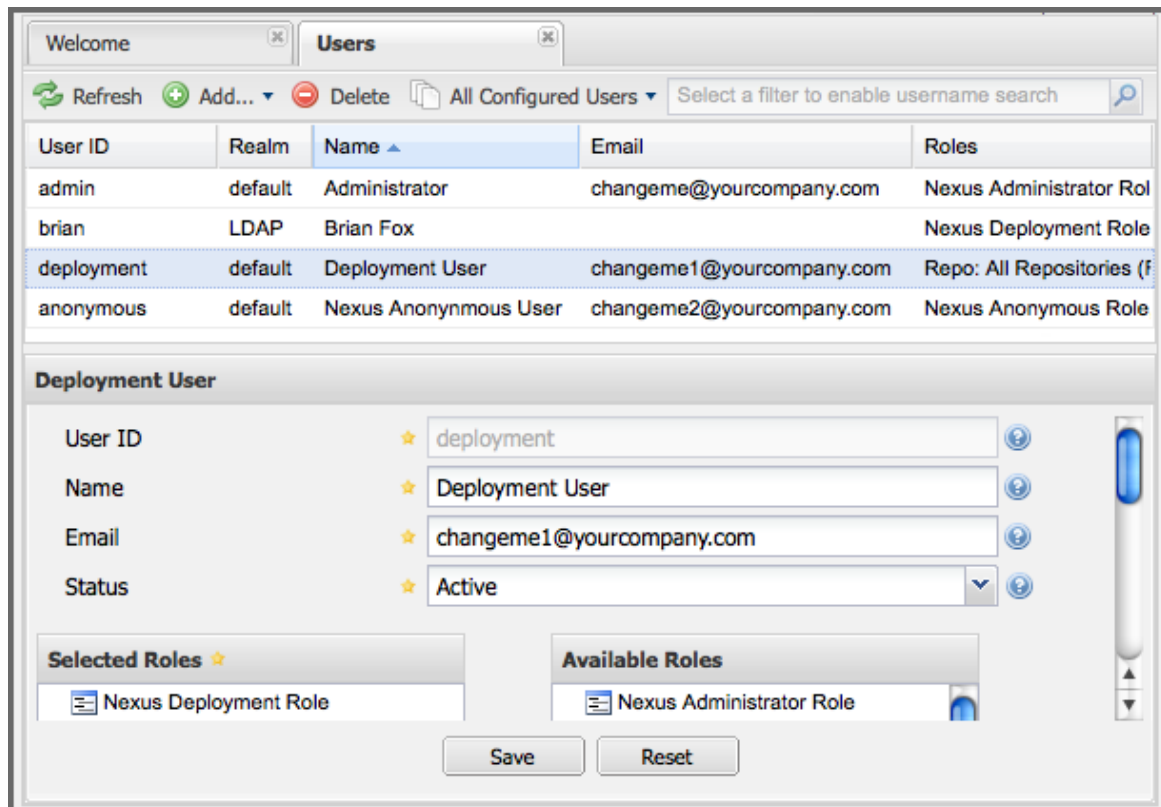 Welcome Users
Refresh Add... Delete All Configured Users Select a filter to enable username search
User ID Realm Name Email Roles
admin default Administrator changeme@yourcompany.com Nexus Administrator Rol
brian LDAP Brian Fox Nexus Deployment Role
deployment default Deployment User changeme1@yourcompany.com Repo: All Repositories (F
anonymous default Nexus Anonynmous User changeme2@yourcompany.com Nexus Anonymous Role
Deployment User
User ID deployment
Name Deployment User
Email changeme1@yourcompany.com
Status Active
Selected Roles Available Roles
Nexus Deployment Role Nexus Administrator Role
Save Reset